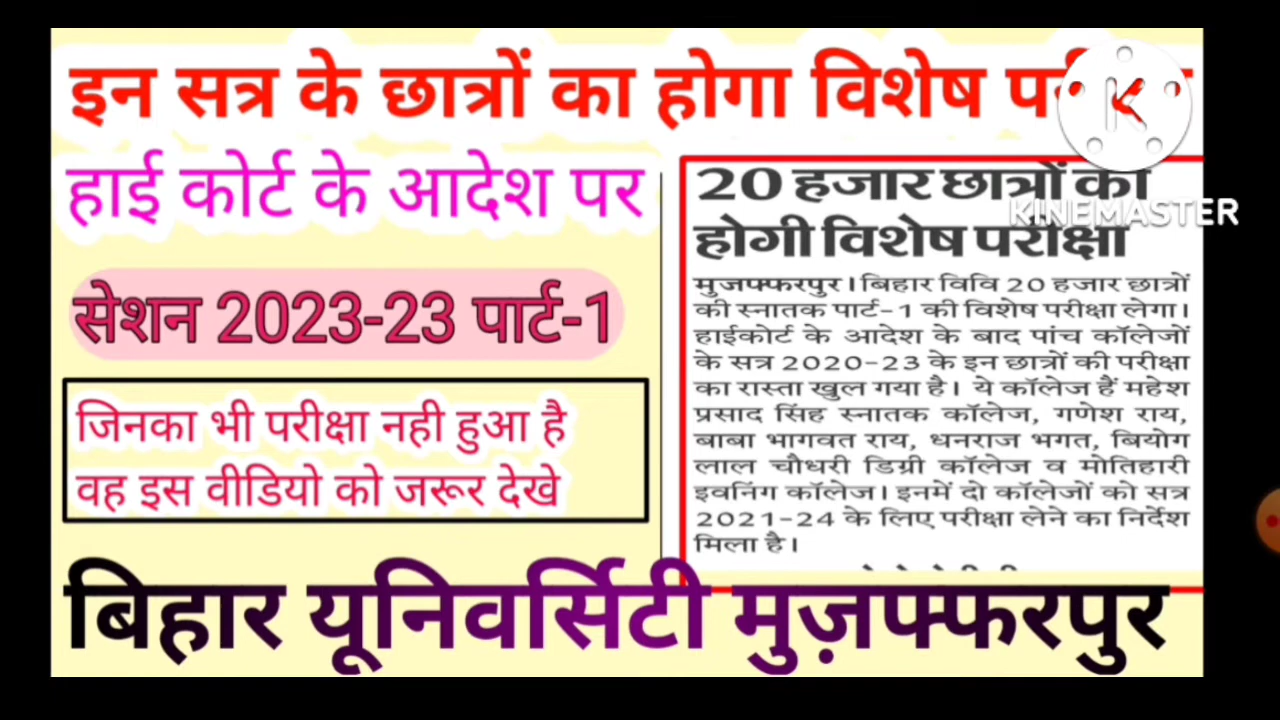 इन सत्र के छात्रों का होगा विशेष
हाई कोर्ट के आदेश पर
सेशन 2023-23 पार्ट-1
जिनका भी परीक्षा नही हुआ है
वह इस वीडियो को जरूर देखे
20 हजार छात्रों का
होगी विशेष परीक्षा
मुजफ्फरपुर। बिहार विवि 20 हजार छात्रों
की स्नातक पार्ट-1 की विशेष परीक्षा लेगा।
हाईकोर्ट के आदेश के बाद पांच कॉलेजों
के सत्र 2020-23 के इन छात्रों की परीक्षा
का रास्ता खुल गया है। ये कॉलेज हैं महेश
प्रसाद सिंह स्नातक कॉलेज, गणेश राय,
बाबा भागवत राय, धनराज भगत, बियोग
लाल चौधरी डिग्री कॉलेज व मोतिहारी
इवनिंग कॉलेज। इनमें दो कॉलेजों को सत्र
2021-24 के लिए परीक्षा लेने का निर्देश
मिला है।
बिहार यूनिवर्सिटी मुज़फ्फरपुर
K
KINEMASTER